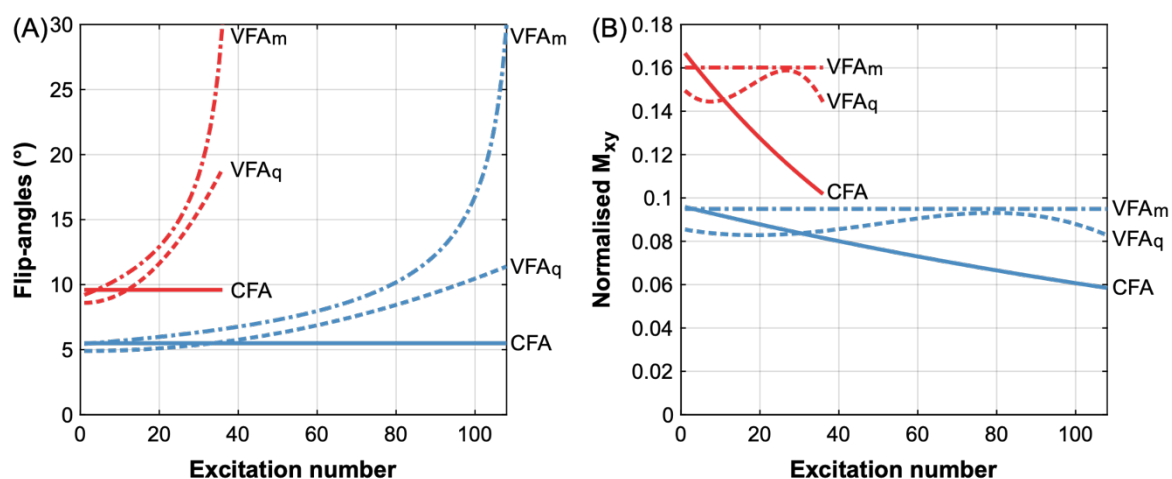 (A)
Flip-angles (°)
30
25
20
15
10
5
0
VFAm
VFAq
CFA
VFAm
VFAq
CFA
0 20 40 60 80 100
Excitation number
(B)
Normalised Mxy
0.18
0.16
0.14
0.12
0.1
0.08
0.06
0.04
0.02
0
VFAm
VFAq
CFA
VFAm
VFAq
CFA
0 20 40 60 80 100
Excitation number